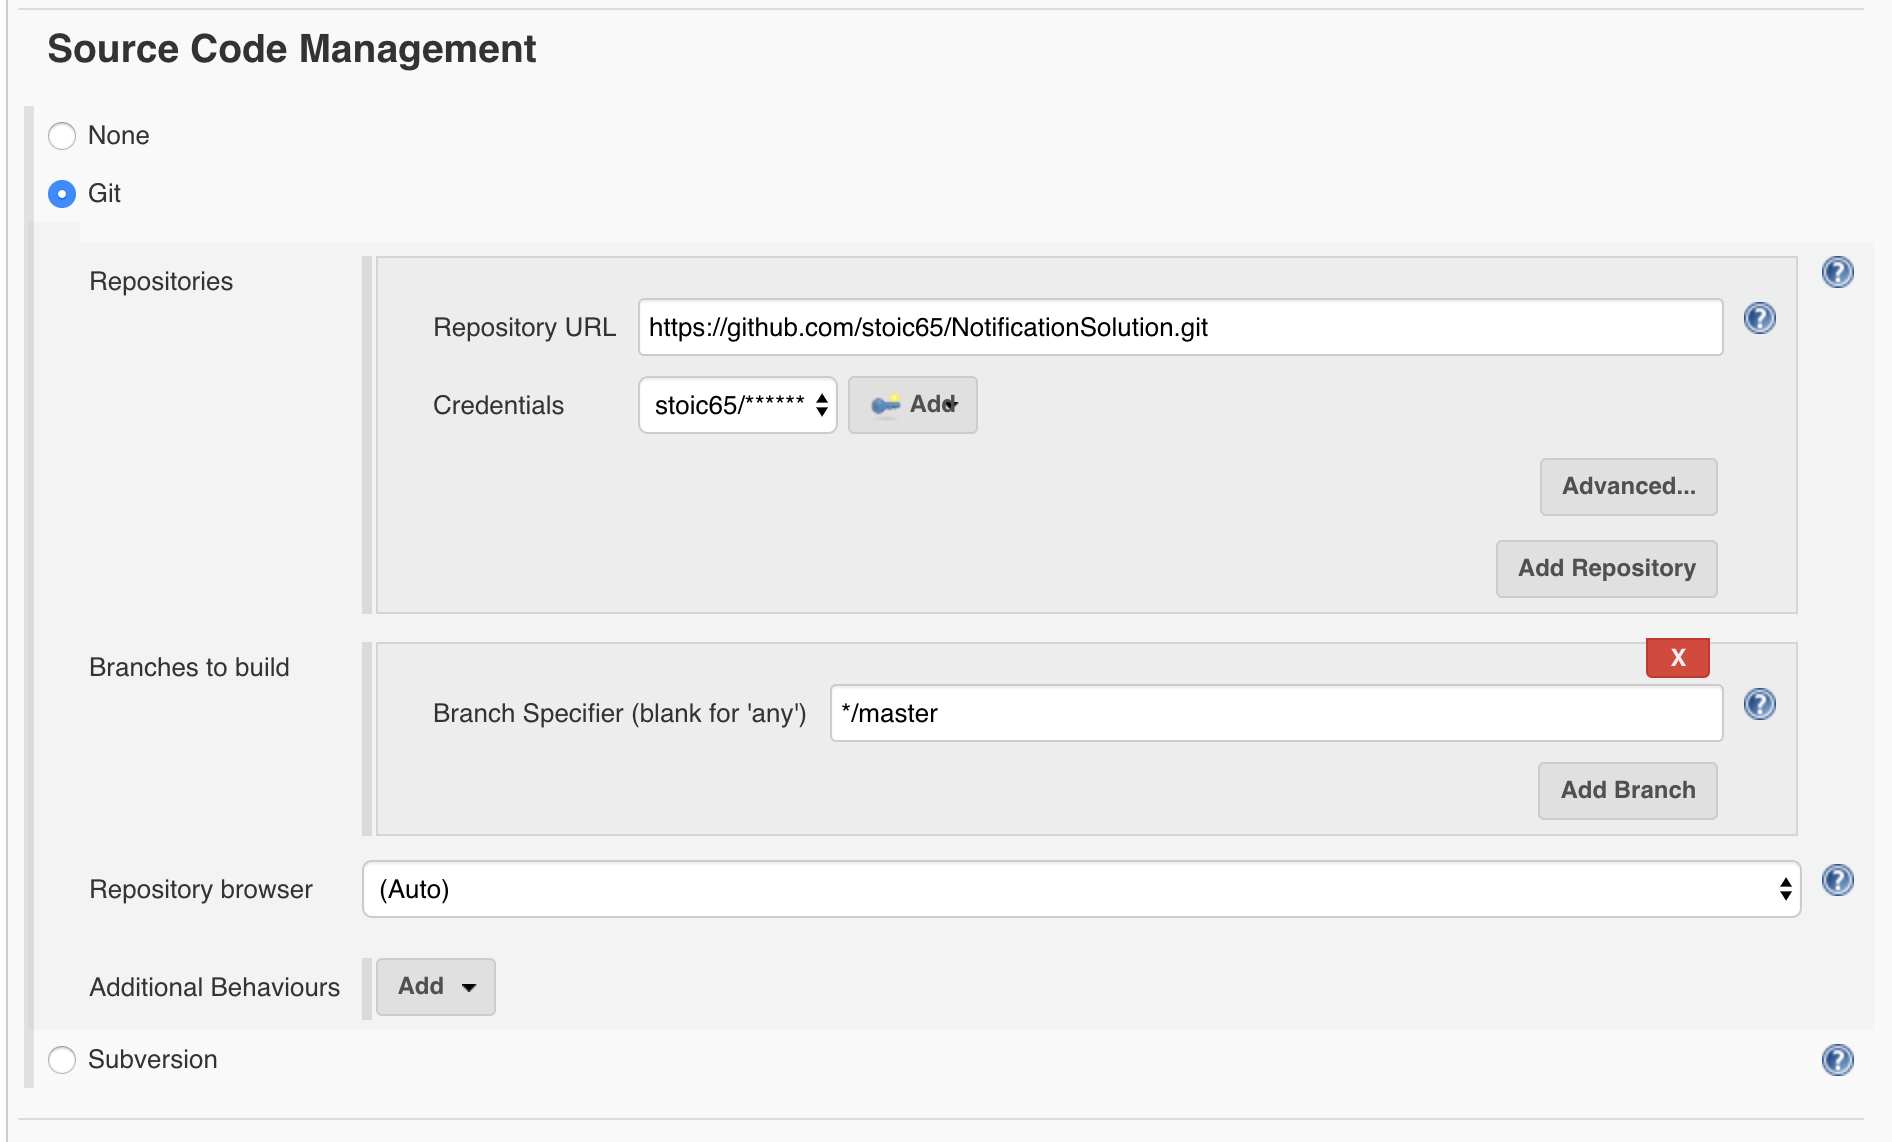 Source Code Management
None
Git
Repositories
Repository URL https://github.com/stoic65/NotificationSolution.git
Credentials stoic65/****** Add
Advanced...
Add Repository
Branches to build
X
Branch Specifier (blank for 'any') */master
Add Branch
Repository browser (Auto)
Additional Behaviours Add
Subversion